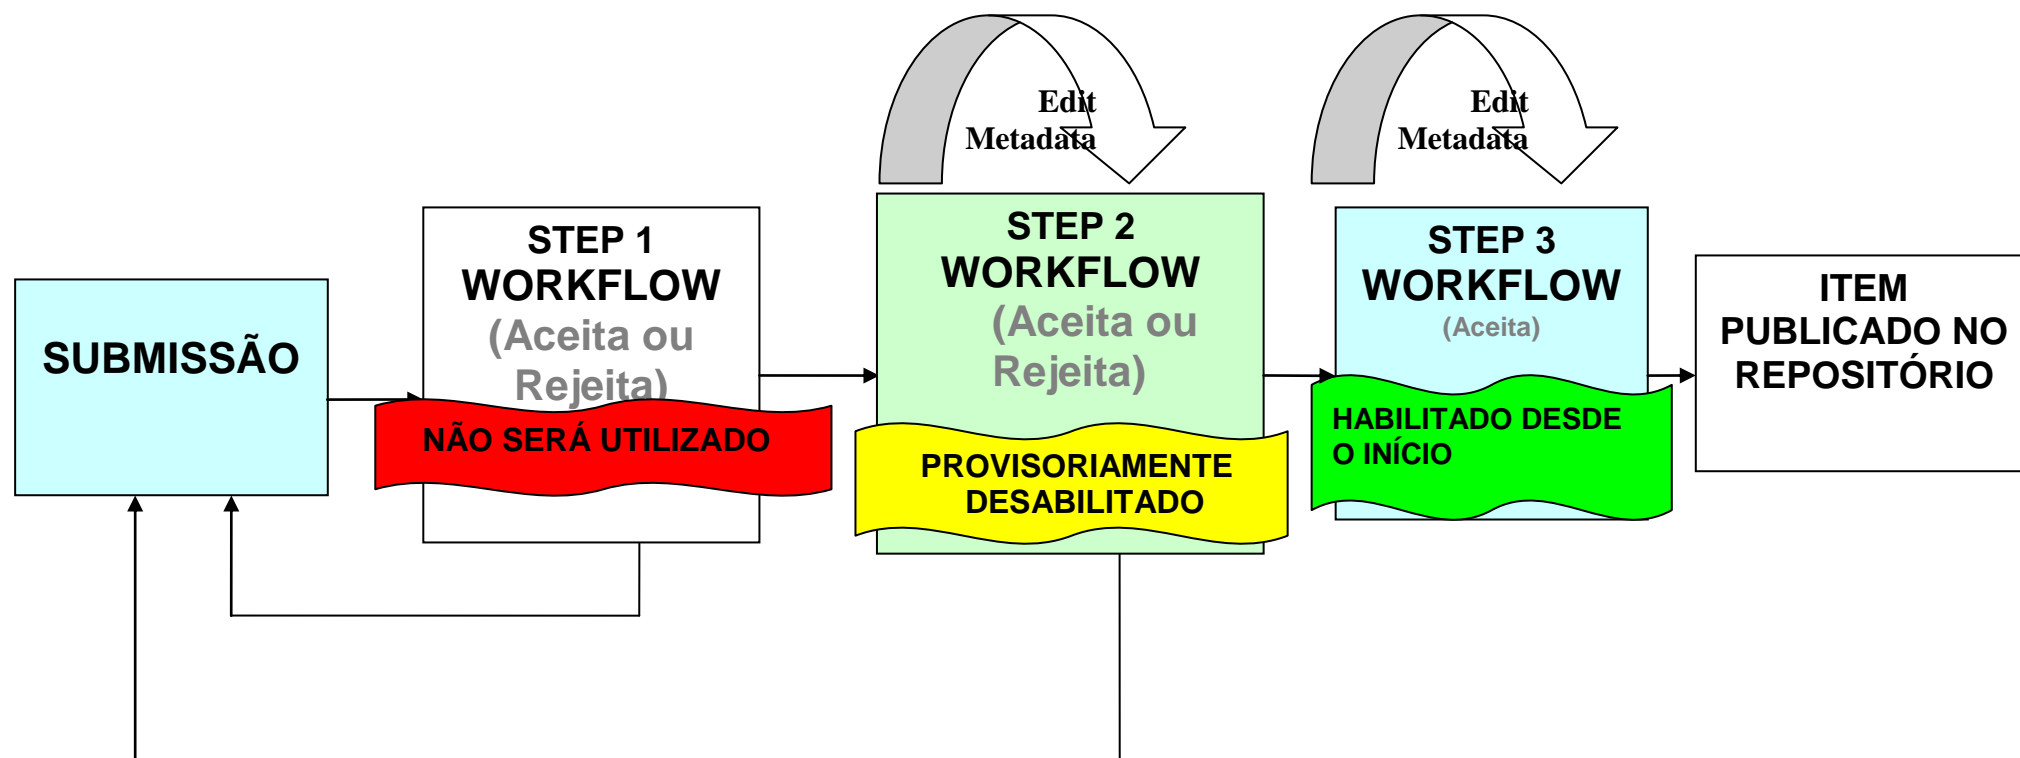 Edit
Metadata
Edit
Metadata
SUBMISSÃO
STEP 1
WORKFLOW
(Aceita ou
Rejeita)
NÃO SERÁ UTILIZADO
STEP 2
WORKFLOW
(Aceita ou
Rejeita)
PROVISORIAMENTE
DESABILITADO
STEP 3
WORKFLOW
(Aceita)
HABILITADO DESDE
O INÍCIO
ITEM
PUBLICADO NO
REPOSITÓRIO